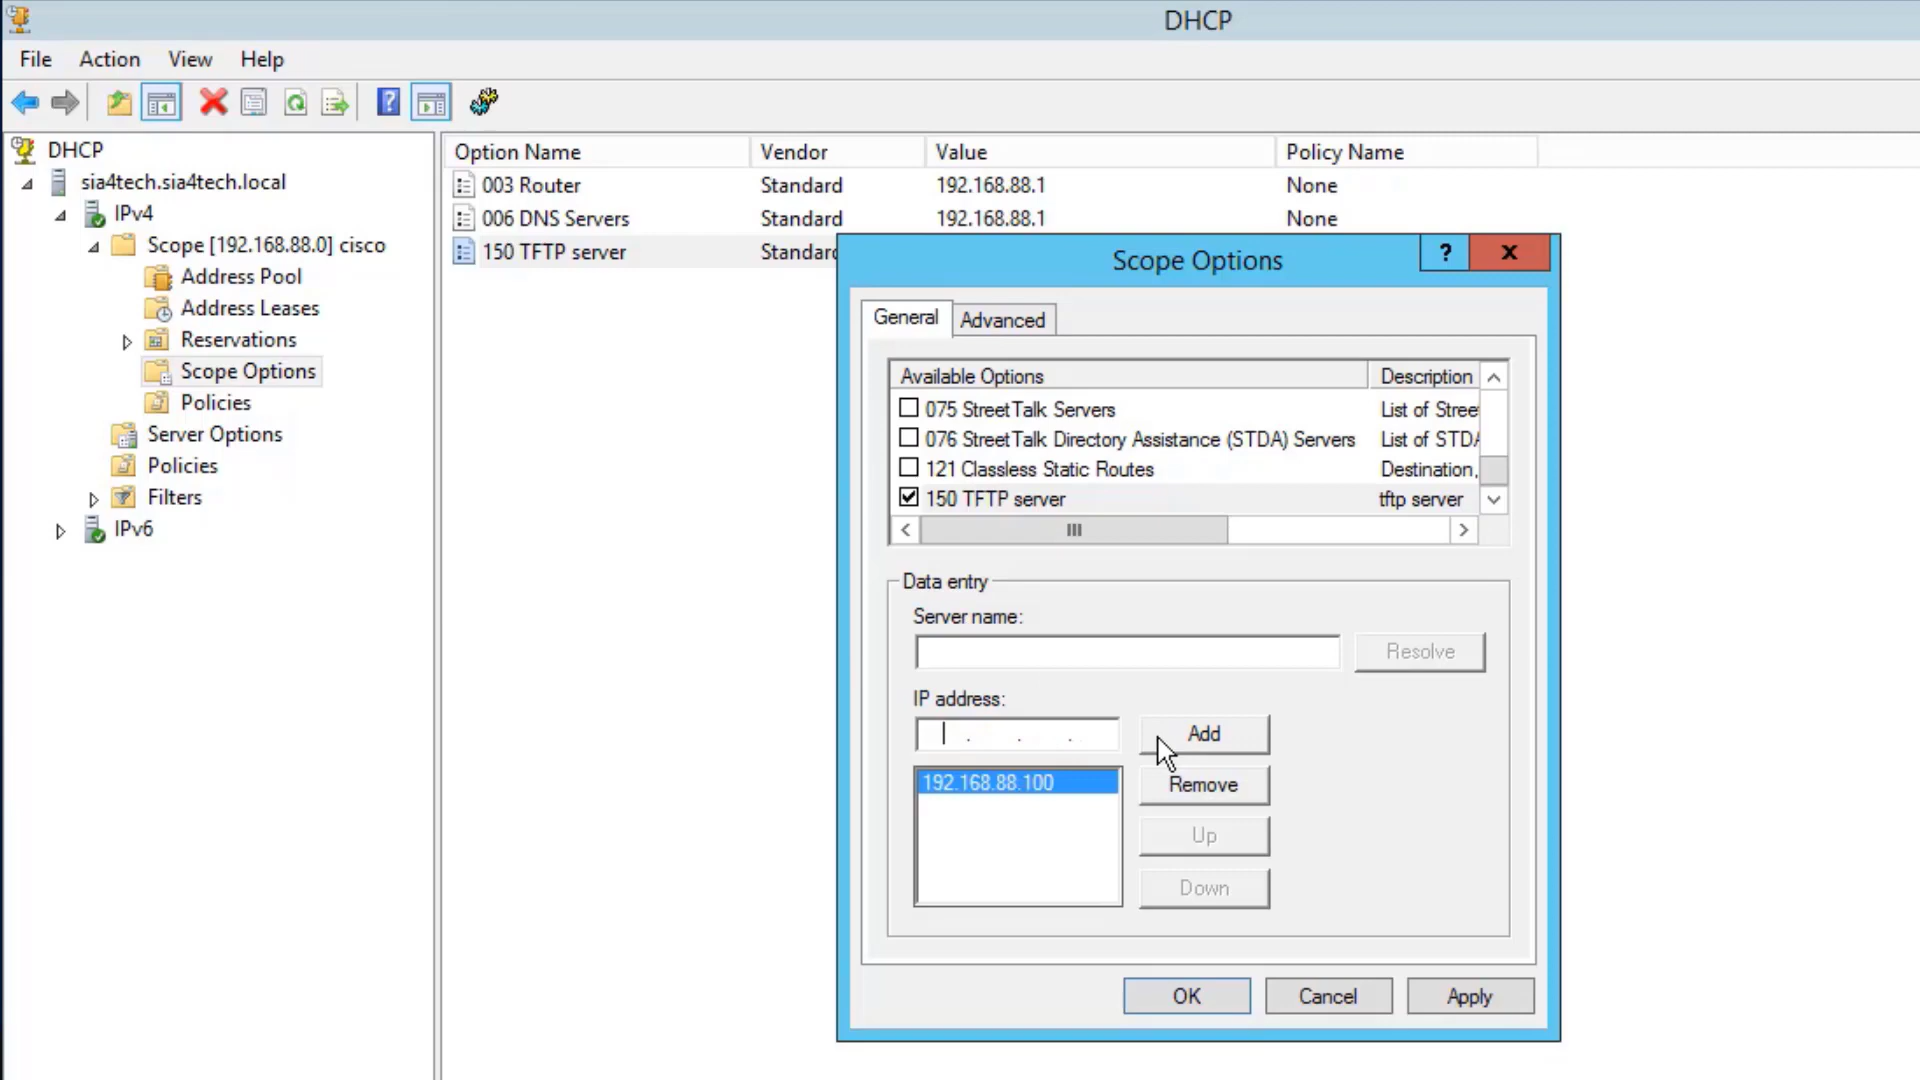 DHCP
File Action View Help
DHCP
sia4tech.sia4tech.local
IPv4
Scope [192.168.88.0] cisco
Address Pool
Address Leases
Reservations
Scope Options
Policies
Server Options
Policies
Filters
IPv6
Option Name Vendor Value Policy Name
003 Router Standard 192.168.88.1 None
006 DNS Servers Standard 192.168.88.1 None
150 TFTP server Standard
Scope Options
General Advanced
Available Options Description
075 StreetTalk Servers List of Stree
076 StreetTalk Directory Assistance (STDA) Servers List of STDA
121 Classless Static Routes Destination,
150 TFTP server tftp server
Data entry
Server name:
Resolve
IP address:
. . . Add
192.168.88.100
Remove
Up
Down
OK Cancel Apply